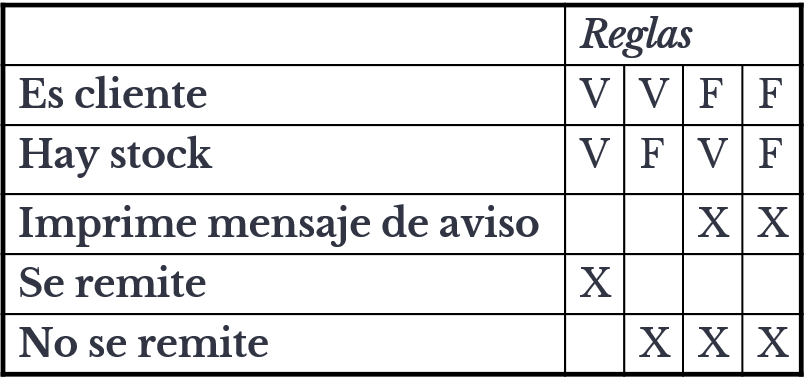 Reglas
Es cliente V V F F
Hay stock V F V F
Imprime mensaje de aviso X X
Se remite X
No se remite X X X